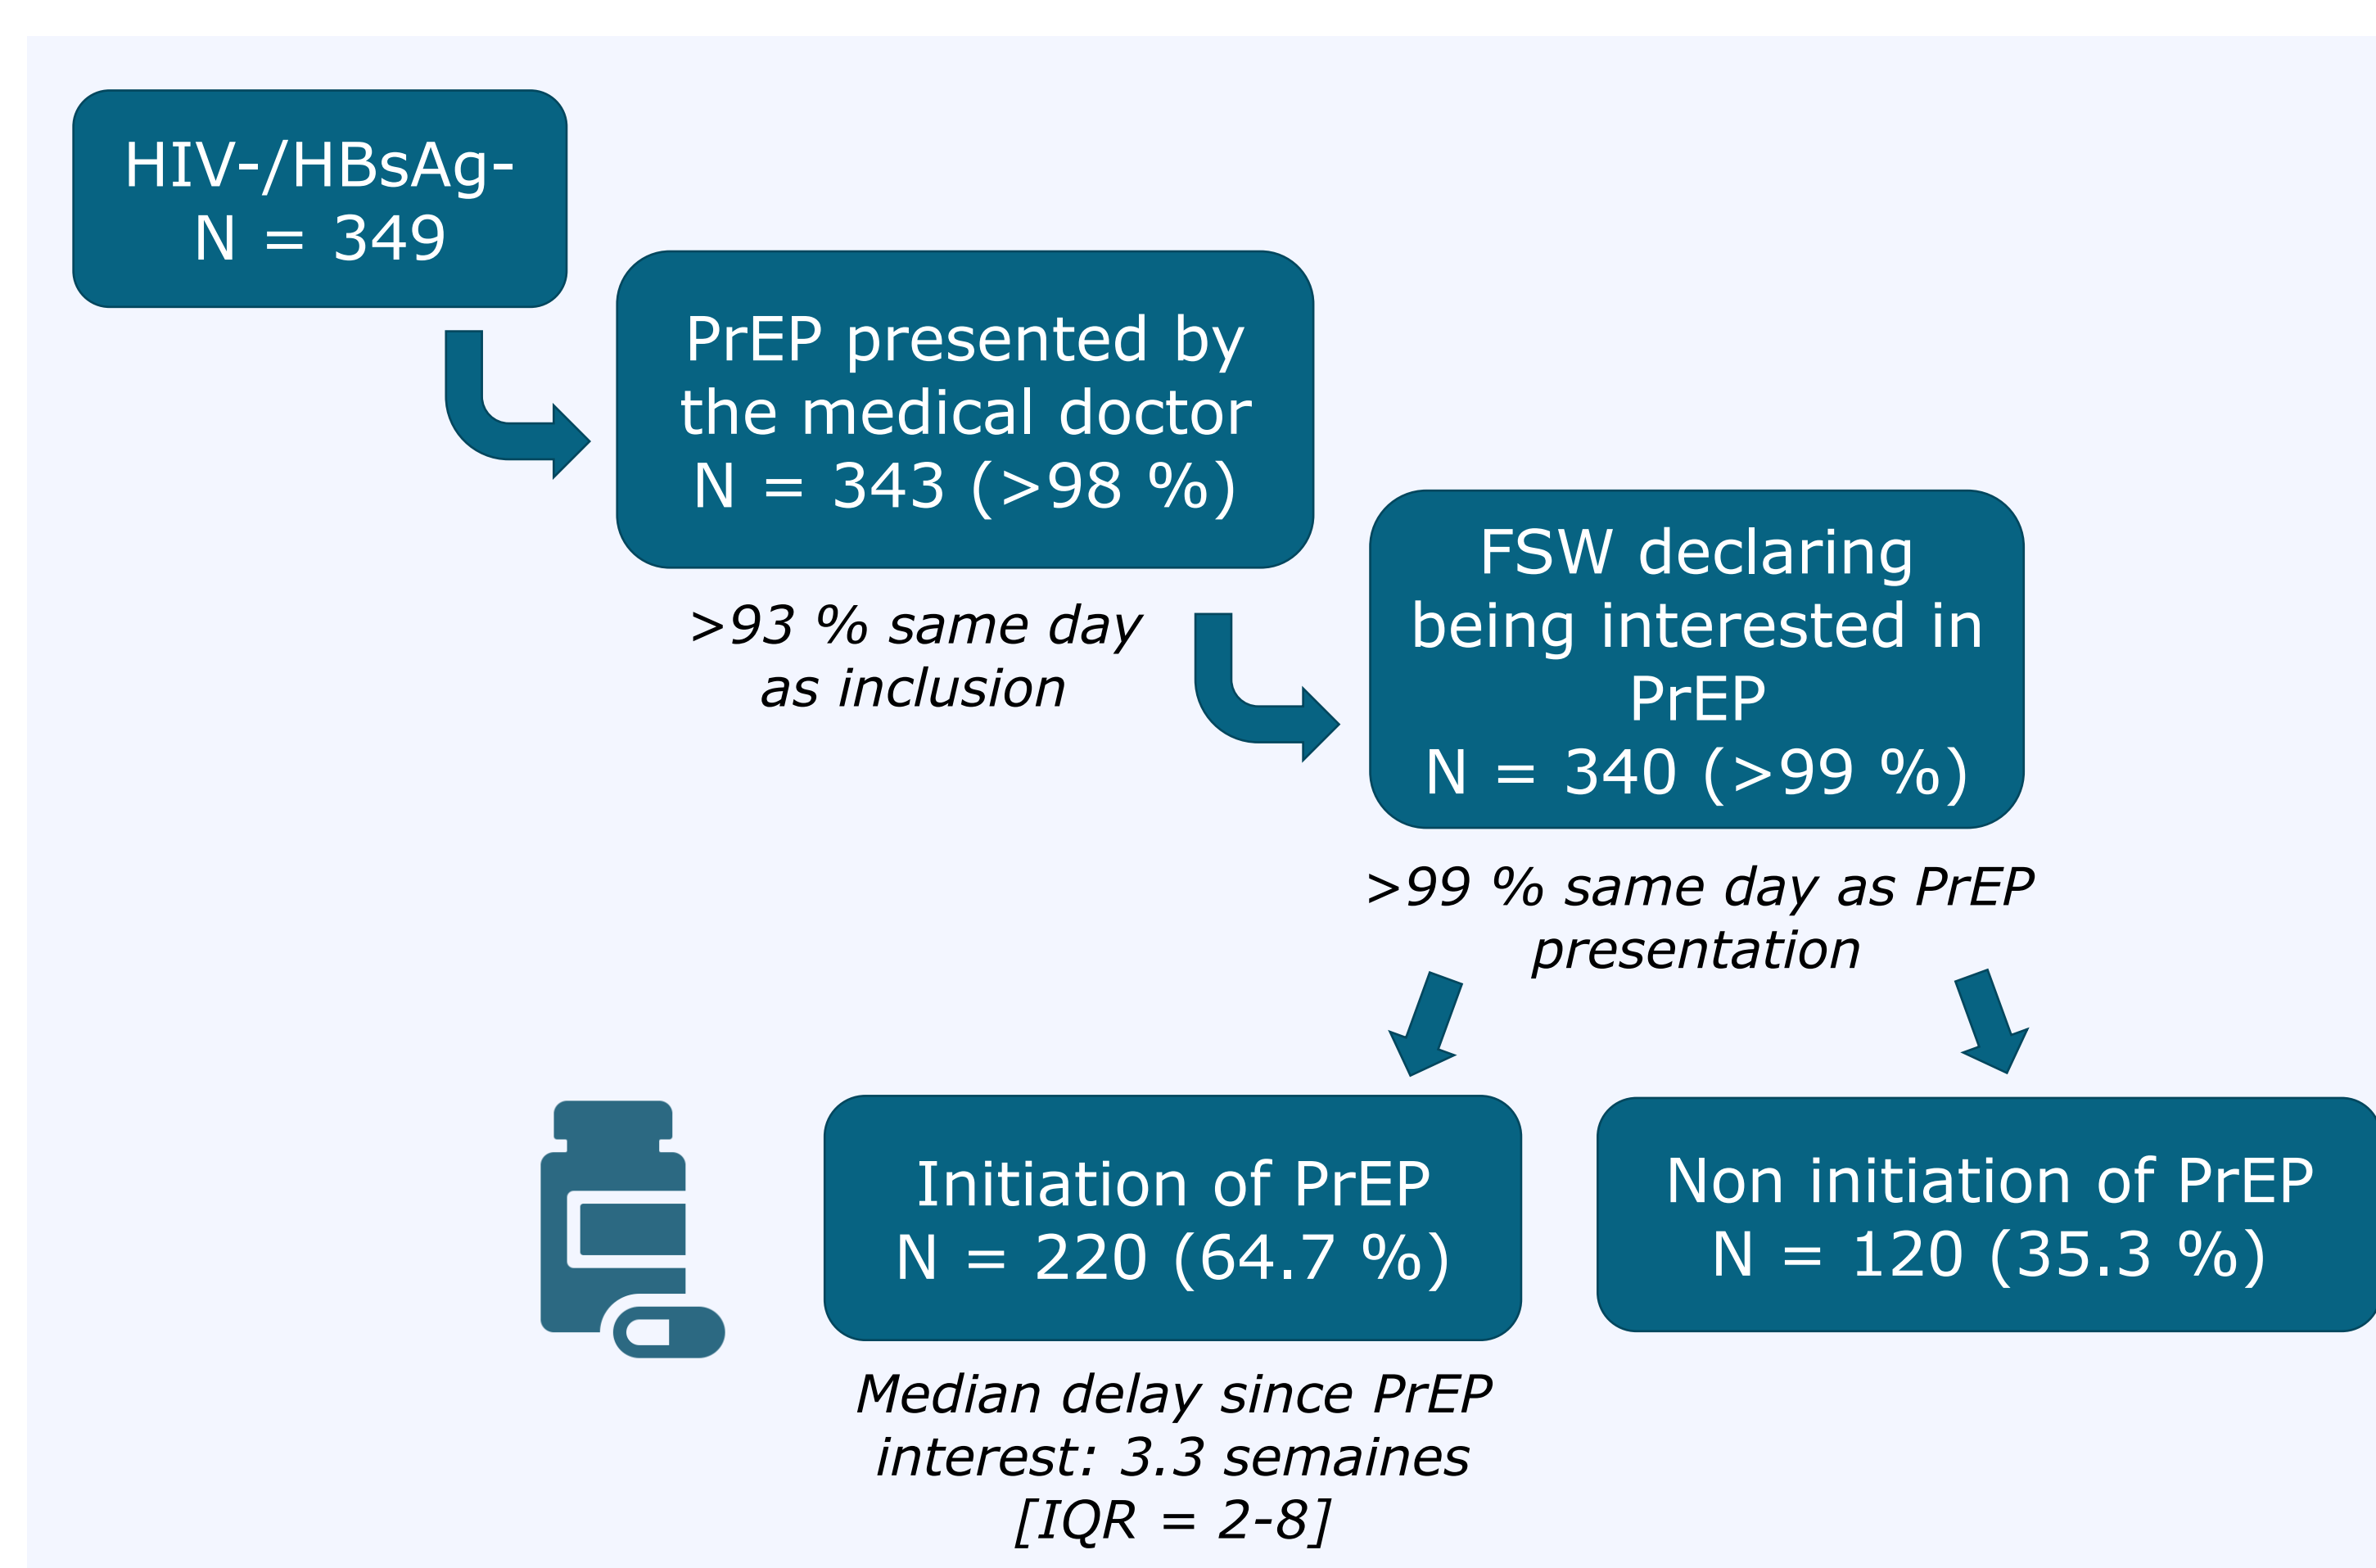 HIV-/HBsAg-
N = 349
PrEP presented by
the medical doctor
N = 343 (>98 %)
>93 % same day
as inclusion
FSW declaring
being interested in
PrEP
N = 340 (>99 %)
>99 % same day as PrEP
presentation
Initiation of PrEP
N = 220 (64.7 %)
Non initiation of PrEP
N = 120 (35.3 %)
Median delay since PrEP
interest: 3.3 semaines
[IQR = 2-8]